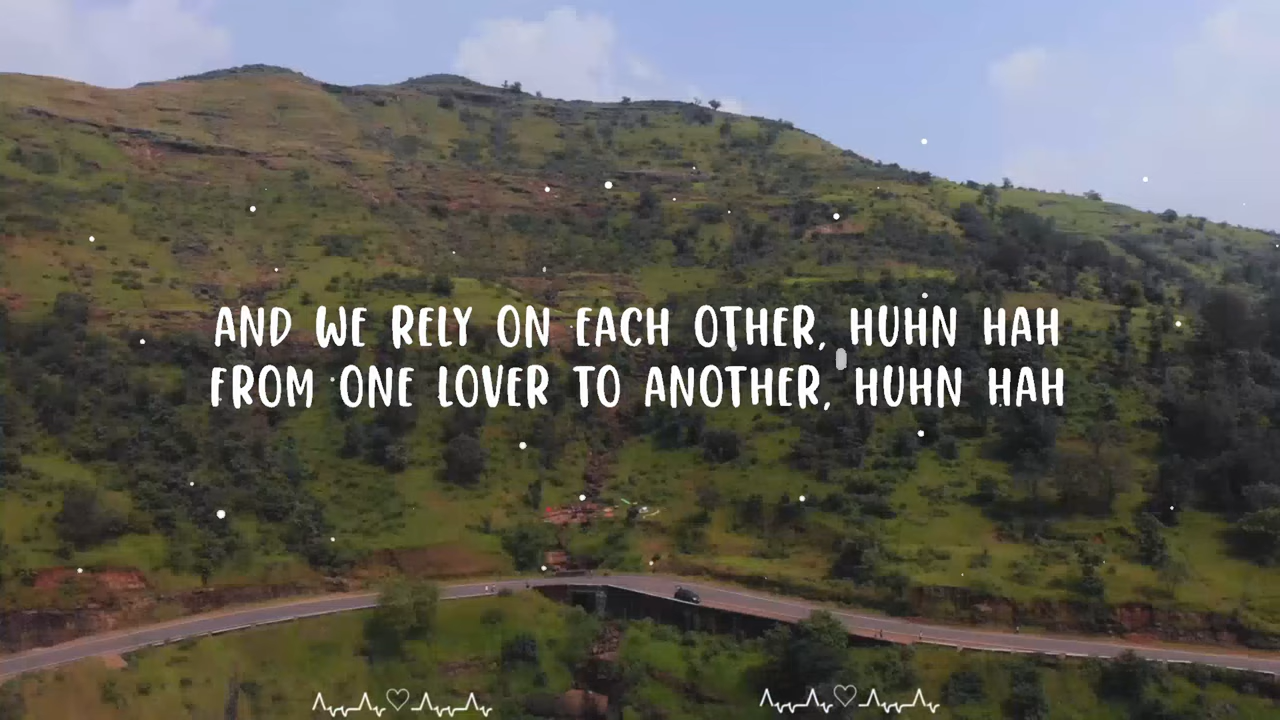 AND WE RELY ON EACH OTHER, HUHN HAH
FROM ONE LOVER TO ANOTHER, HUHN HAH